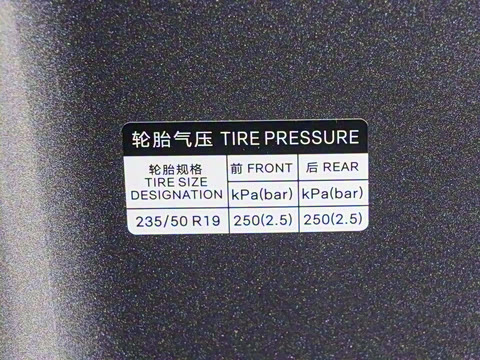 轮胎气压 TIRE PRESSURE
轮胎规格
TIRE SIZE
DESIGNATION
前 FRONT
后 REAR
kPa(bar)
kPa(bar)
235/50 R19
250(2.5)
250(2.5)